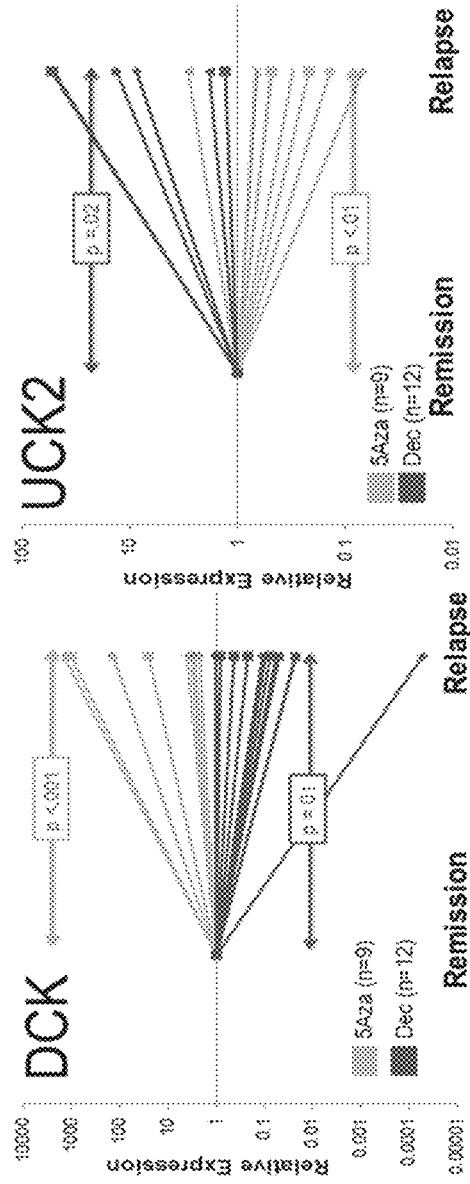 DCK
Relative Expression
10000
1000
100
10
1
0.1
0.01
0.001
0.0001
0.00001
p <.001
p =.01
5Aza (n=9)
Dec (n=12)
Remission
Relapse
UCK2
Relative Expression
100
10
1
0.1
0.01
p =.02
p <.01
5Aza (n=9)
Dec (n=12)
Remission
Relapse